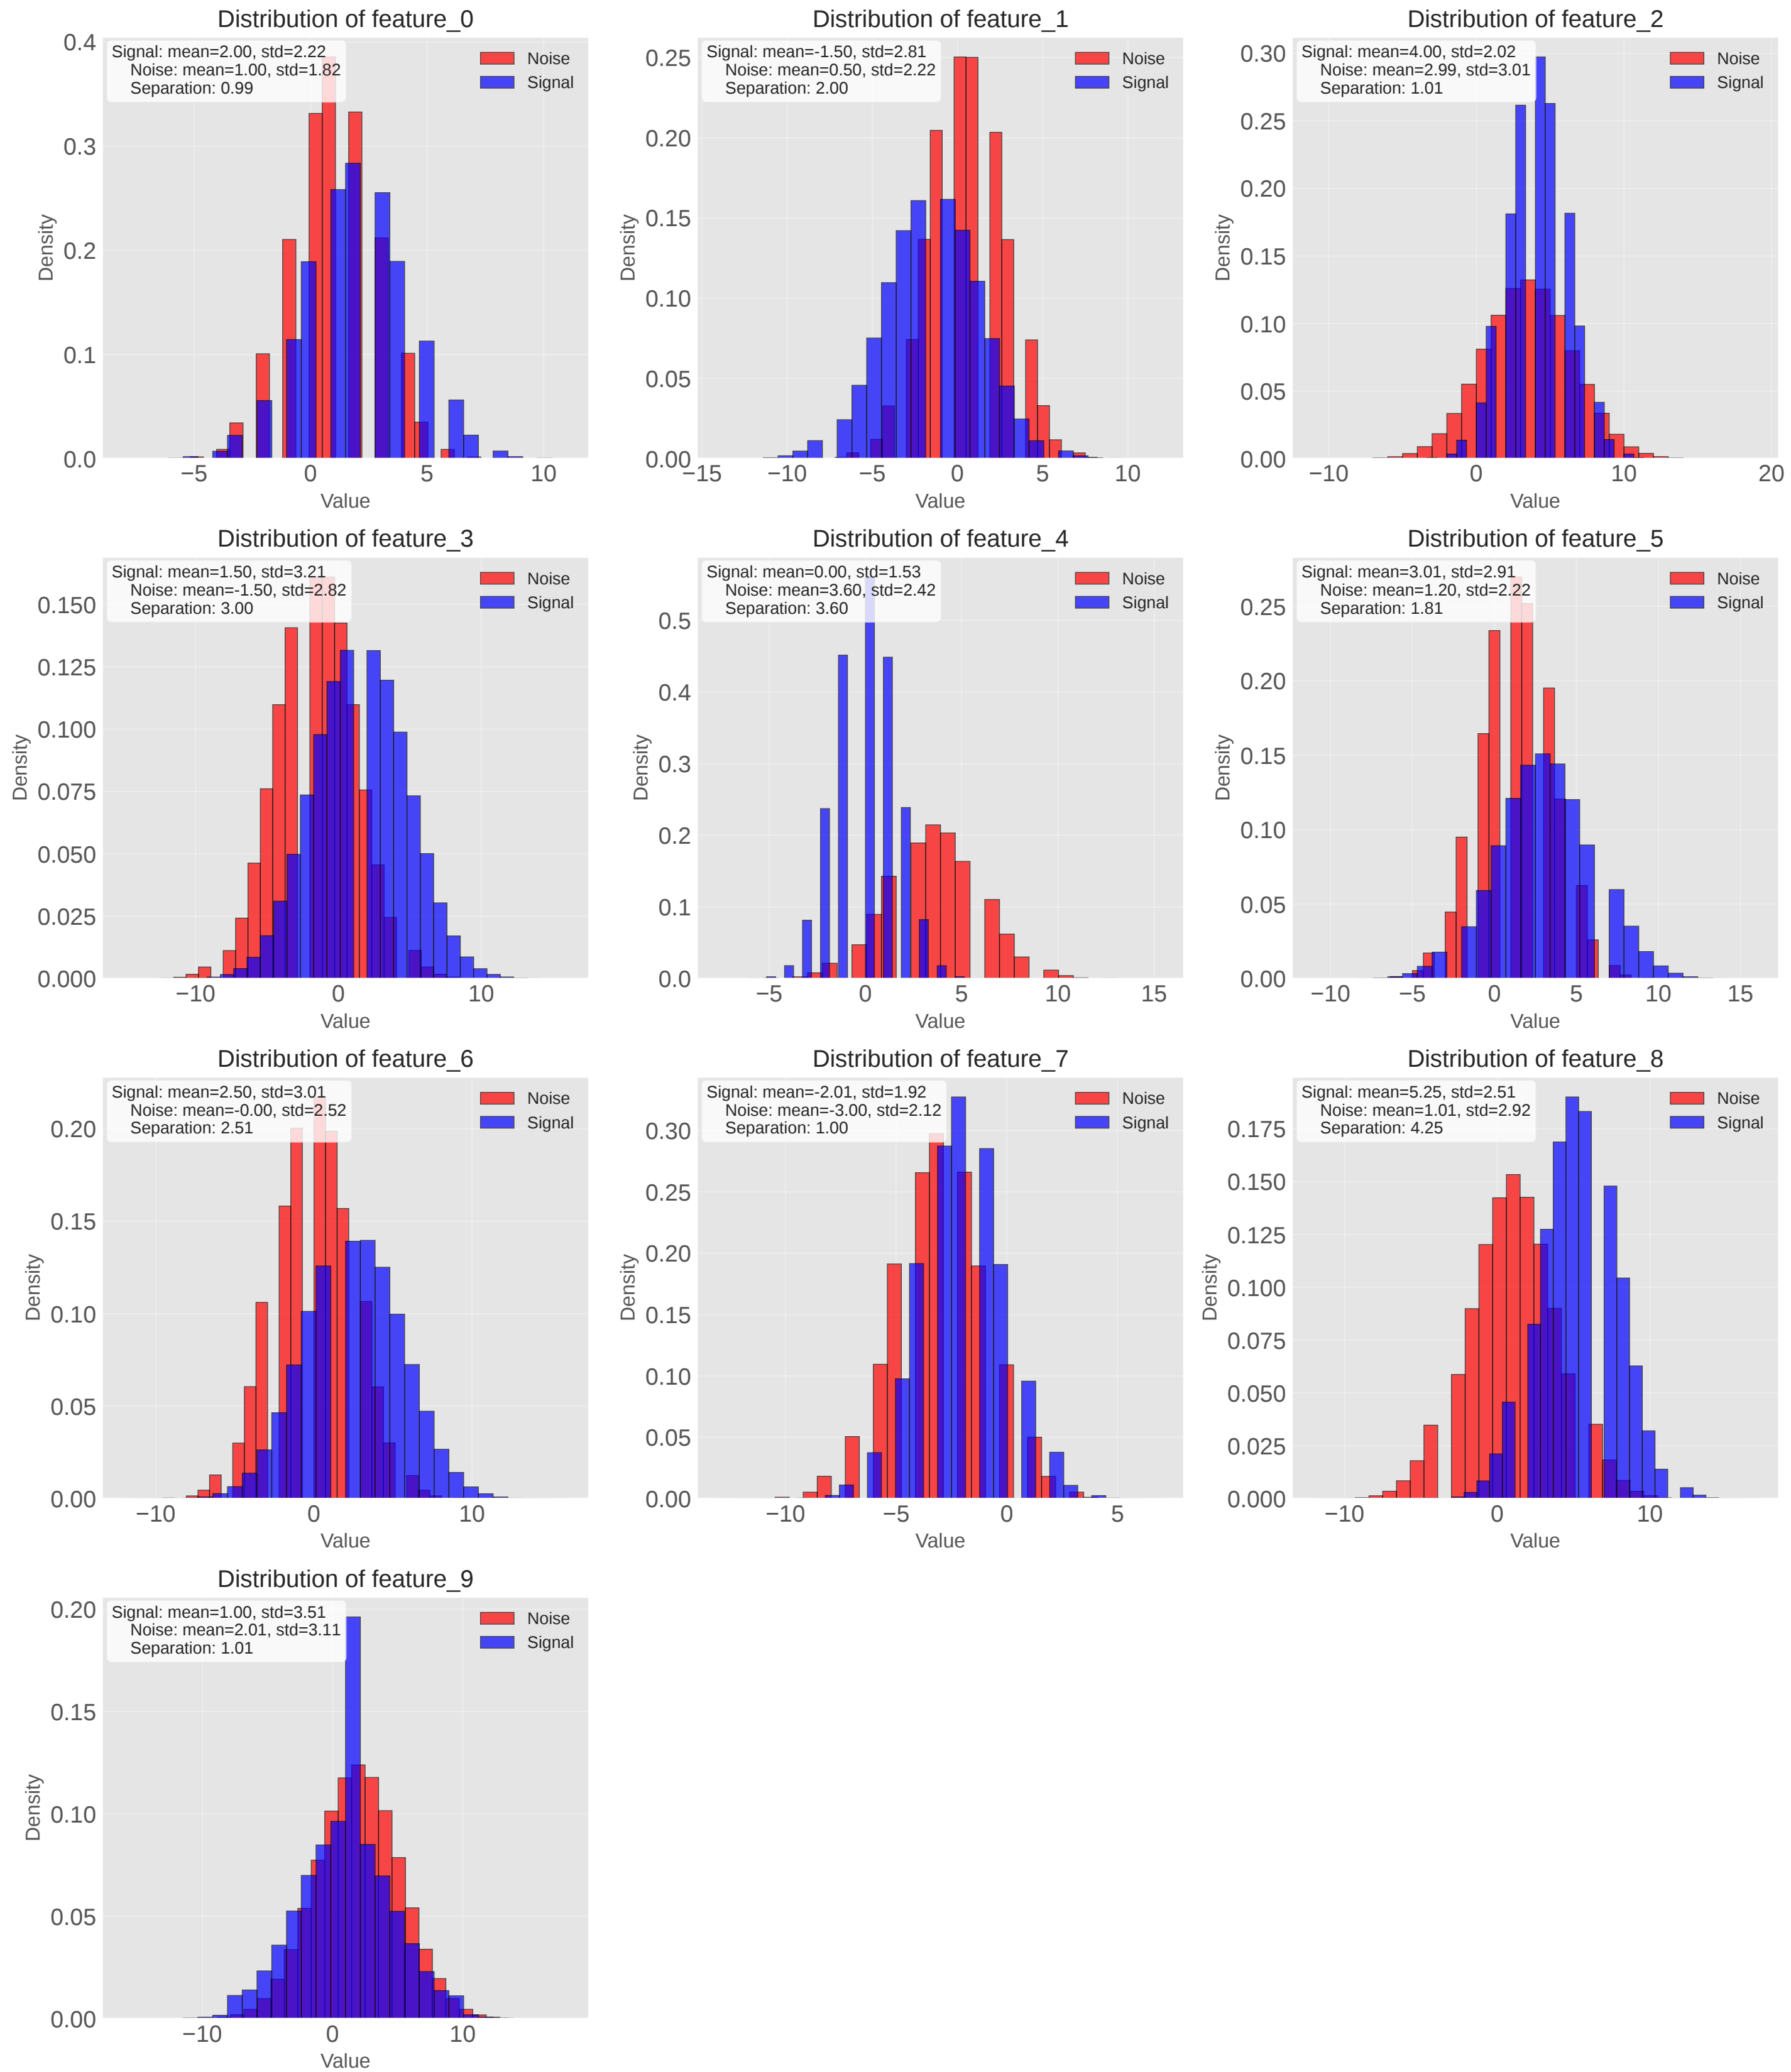 Distribution of feature_0
Signal: mean=2.00, std=2.22
Noise: mean=1.00, std=1.82
Separation: 0.99
Noise
Signal
0.4
0.3
0.2
0.1
0.0
Density
−5
0
5
10
Value
Distribution of feature_1
Signal: mean=-1.50, std=2.81
Noise: mean=0.50, std=2.22
Separation: 2.00
Noise
Signal
0.25
0.20
0.15
0.10
0.05
0.00
Density
−15
−10
−5
0
5
10
Value
Distribution of feature_2
Signal: mean=4.00, std=2.02
Noise: mean=2.99, std=3.01
Separation: 1.01
Noise
Signal
0.30
0.25
0.20
0.15
0.10
0.05
0.00
Density
−10
0
10
20
Value
Distribution of feature_3
Signal: mean=1.50, std=3.21
Noise: mean=-1.50, std=2.82
Separation: 3.00
Noise
Signal
0.150
0.125
0.100
0.075
0.050
0.025
0.000
Density
−10
0
10
Value
Distribution of feature_4
Signal: mean=0.00, std=1.53
Noise: mean=3.60, std=2.42
Separation: 3.60
Noise
Signal
0.5
0.4
0.3
0.2
0.1
0.0
Density
−5
0
5
10
15
Value
Distribution of feature_5
Signal: mean=3.01, std=2.91
Noise: mean=1.20, std=2.22
Separation: 1.81
Noise
Signal
0.25
0.20
0.15
0.10
0.05
0.00
Density
−10
−5
0
5
10
15
Value
Distribution of feature_6
Signal: mean=2.50, std=3.01
Noise: mean=-0.00, std=2.52
Separation: 2.51
Noise
Signal
0.20
0.15
0.10
0.05
0.00
Density
−10
0
10
Value
Distribution of feature_7
Signal: mean=-2.01, std=1.92
Noise: mean=-3.00, std=2.12
Separation: 1.00
Noise
Signal
0.30
0.25
0.20
0.15
0.10
0.05
0.00
Density
−10
−5
0
5
Value
Distribution of feature_8
Signal: mean=5.25, std=2.51
Noise: mean=1.01, std=2.92
Separation: 4.25
Noise
Signal
0.175
0.150
0.125
0.100
0.075
0.050
0.025
0.000
Density
−10
0
10
Value
Distribution of feature_9
Signal: mean=1.00, std=3.51
Noise: mean=2.01, std=3.11
Separation: 1.01
Noise
Signal
0.20
0.15
0.10
0.05
0.00
Density
−10
0
10
Value